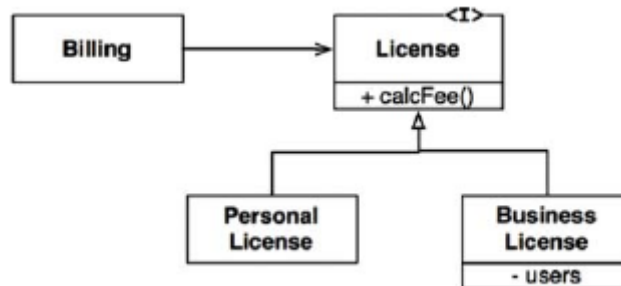 <I>
Billing
License
+ calcFee()
Personal
License
Business
License
- users